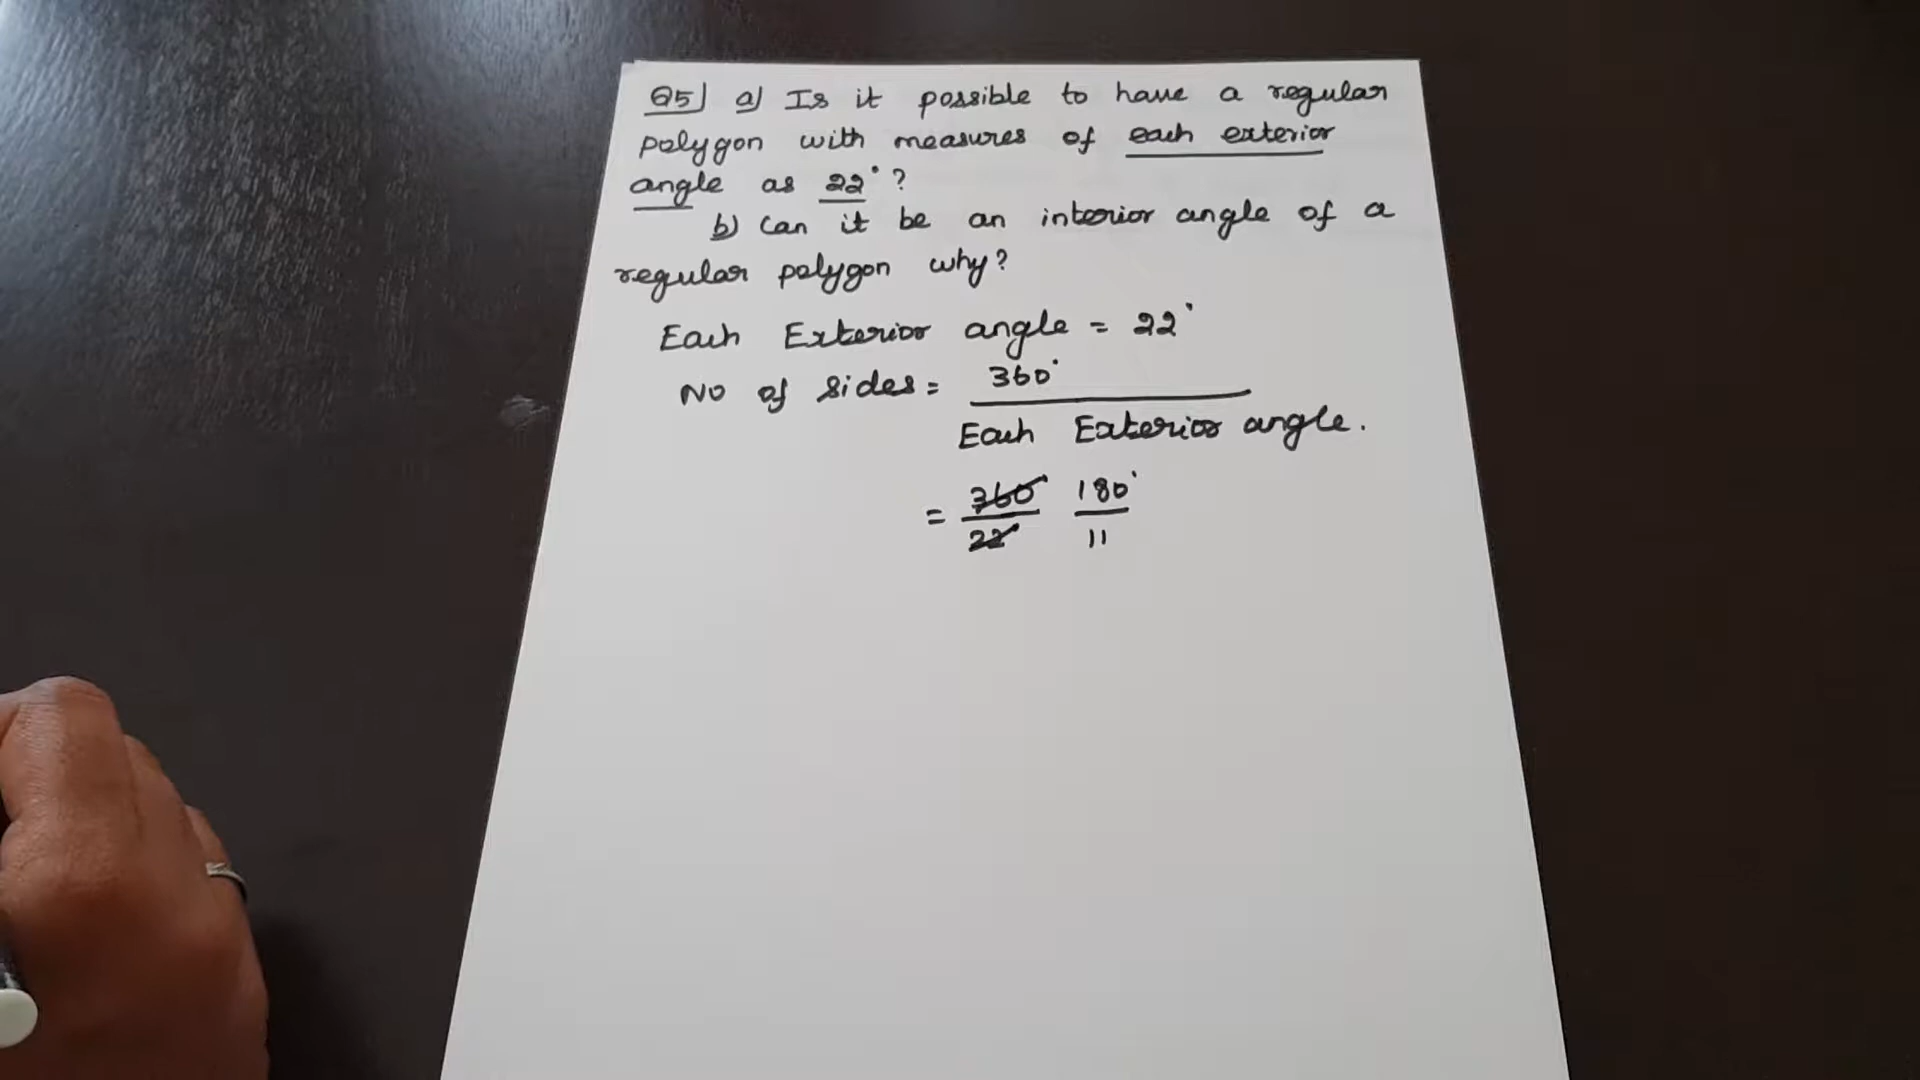 Q5] a) Is it possible to have a regular
polygon with measures of each exterior
angle as 22°?
b) Can it be an interior angle of a
regular polygon why?
Each Exterior angle = 22°
No of sides = 360°
Each Exterior angle.
= 360/22 180°/11